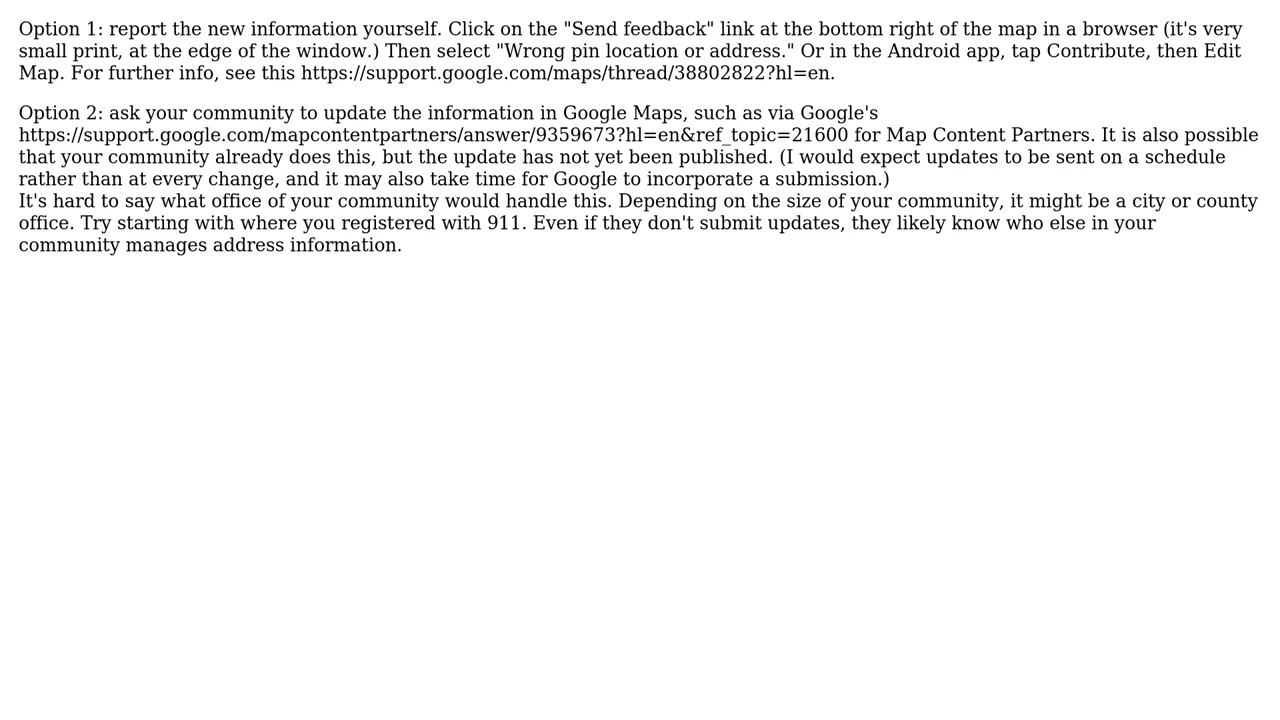 Option 1: report the new information yourself. Click on the "Send feedback" link at the bottom right of the map in a browser (it's very
small print, at the edge of the window.) Then select "Wrong pin location or address." Or in the Android app, tap Contribute, then Edit
Map. For further info, see this https://support.google.com/maps/thread/38802822?hl=en.
Option 2: ask your community to update the information in Google Maps, such as via Google's
https://support.google.com/mapcontentpartners/answer/9359673?hl=en&ref_topic=21600 for Map Content Partners. It is also possible
that your community already does this, but the update has not yet been published. (I would expect updates to be sent on a schedule
rather than at every change, and it may also take time for Google to incorporate a submission.)
It's hard to say what office of your community would handle this. Depending on the size of your community, it might be a city or county
office. Try starting with where you registered with 911. Even if they don't submit updates, they likely know who else in your
community manages address information.